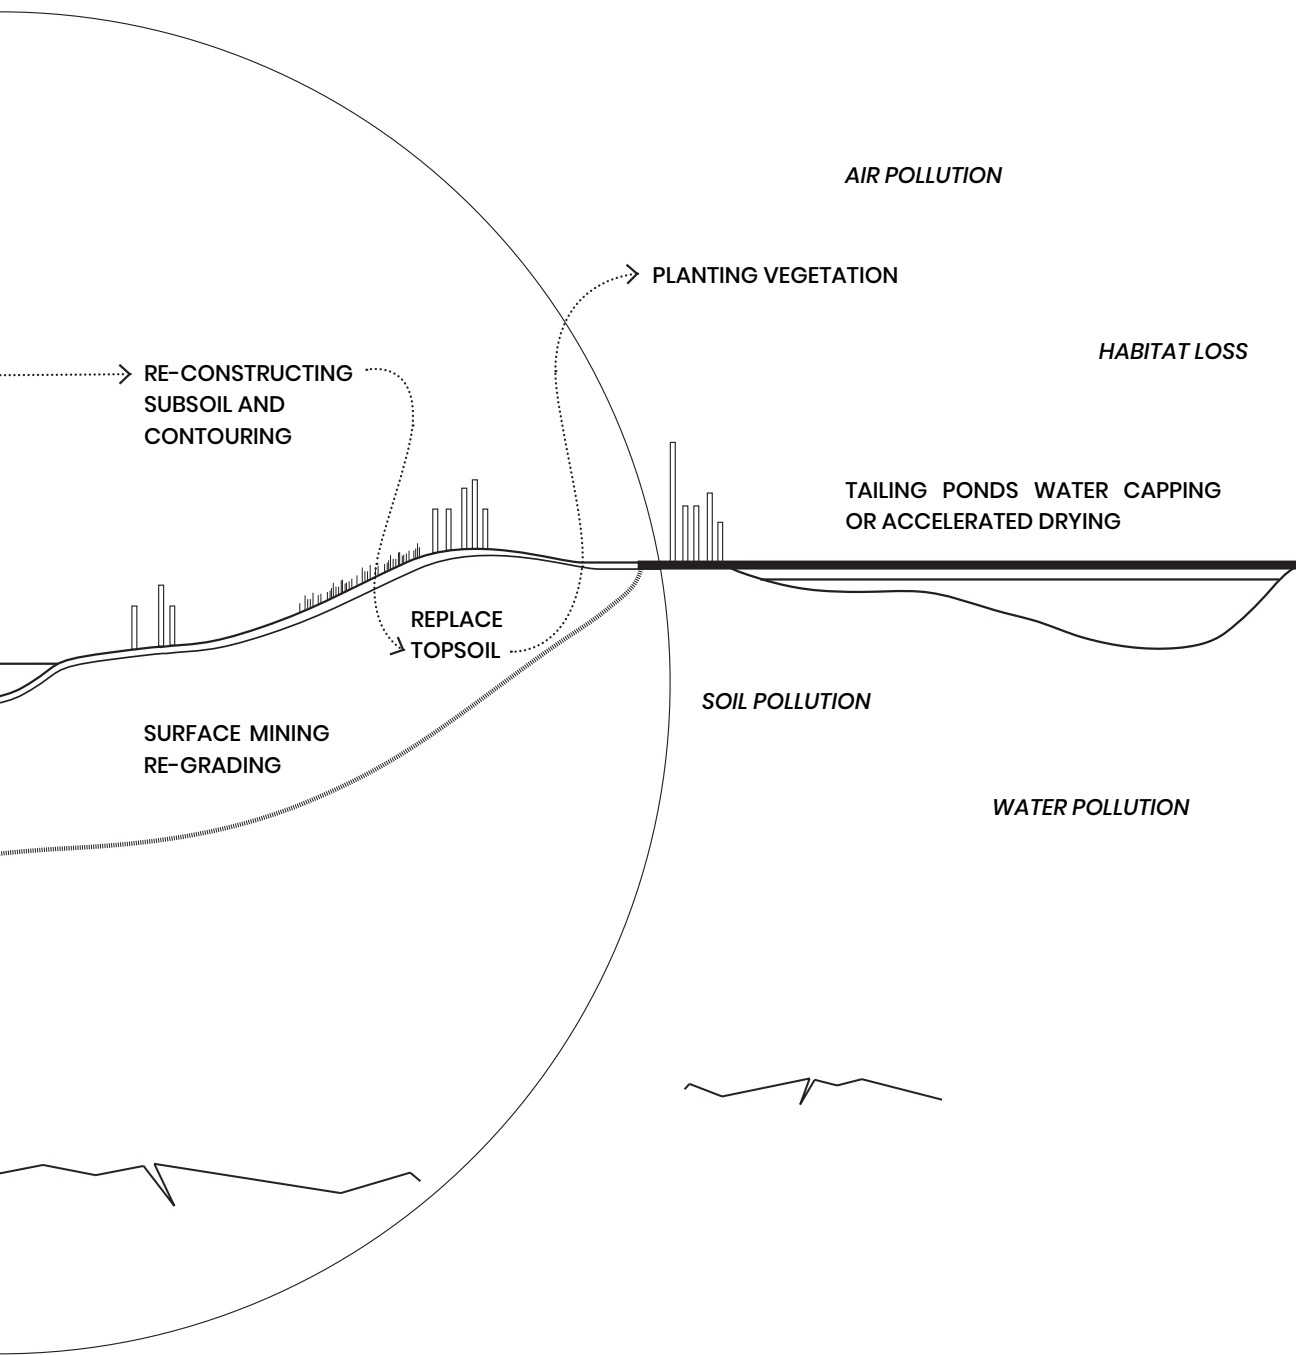 AIR POLLUTION
PLANTING VEGETATION
HABITAT LOSS
RE-CONSTRUCTING
SUBSOIL AND
CONTOURING
TAILING PONDS WATER CAPPING
OR ACCELERATED DRYING
REPLACE
TOPSOIL
SOIL POLLUTION
SURFACE MINING
RE-GRADING
WATER POLLUTION